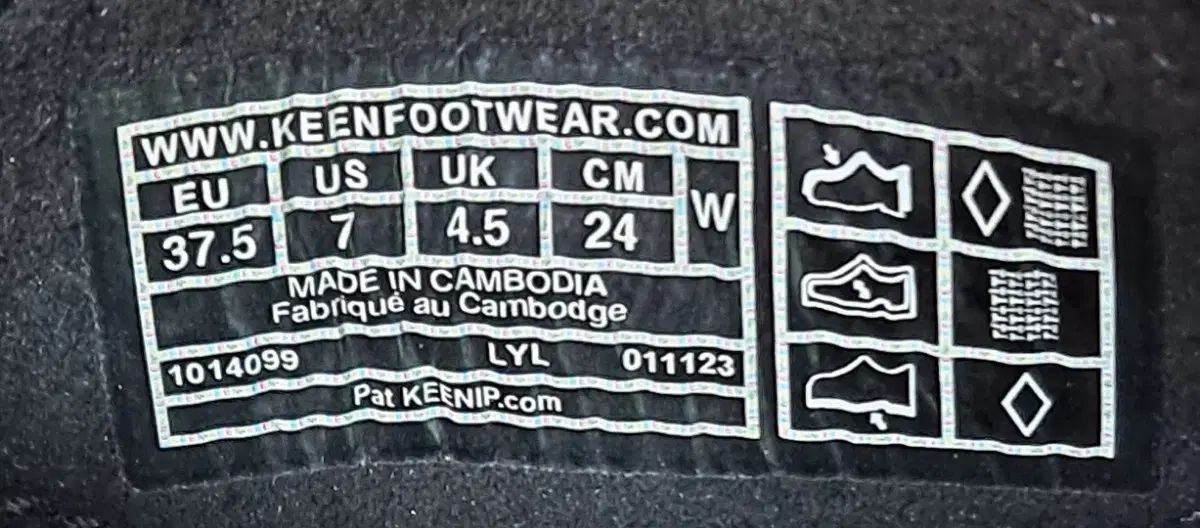 WWW.KEENFOOTWEAR.COM
EU US UK CM W
37.5 7 4.5 24
MADE IN CAMBODIA
Fabriqué au Cambodge
1014099 LYL 011123
Pat KEENIP.com